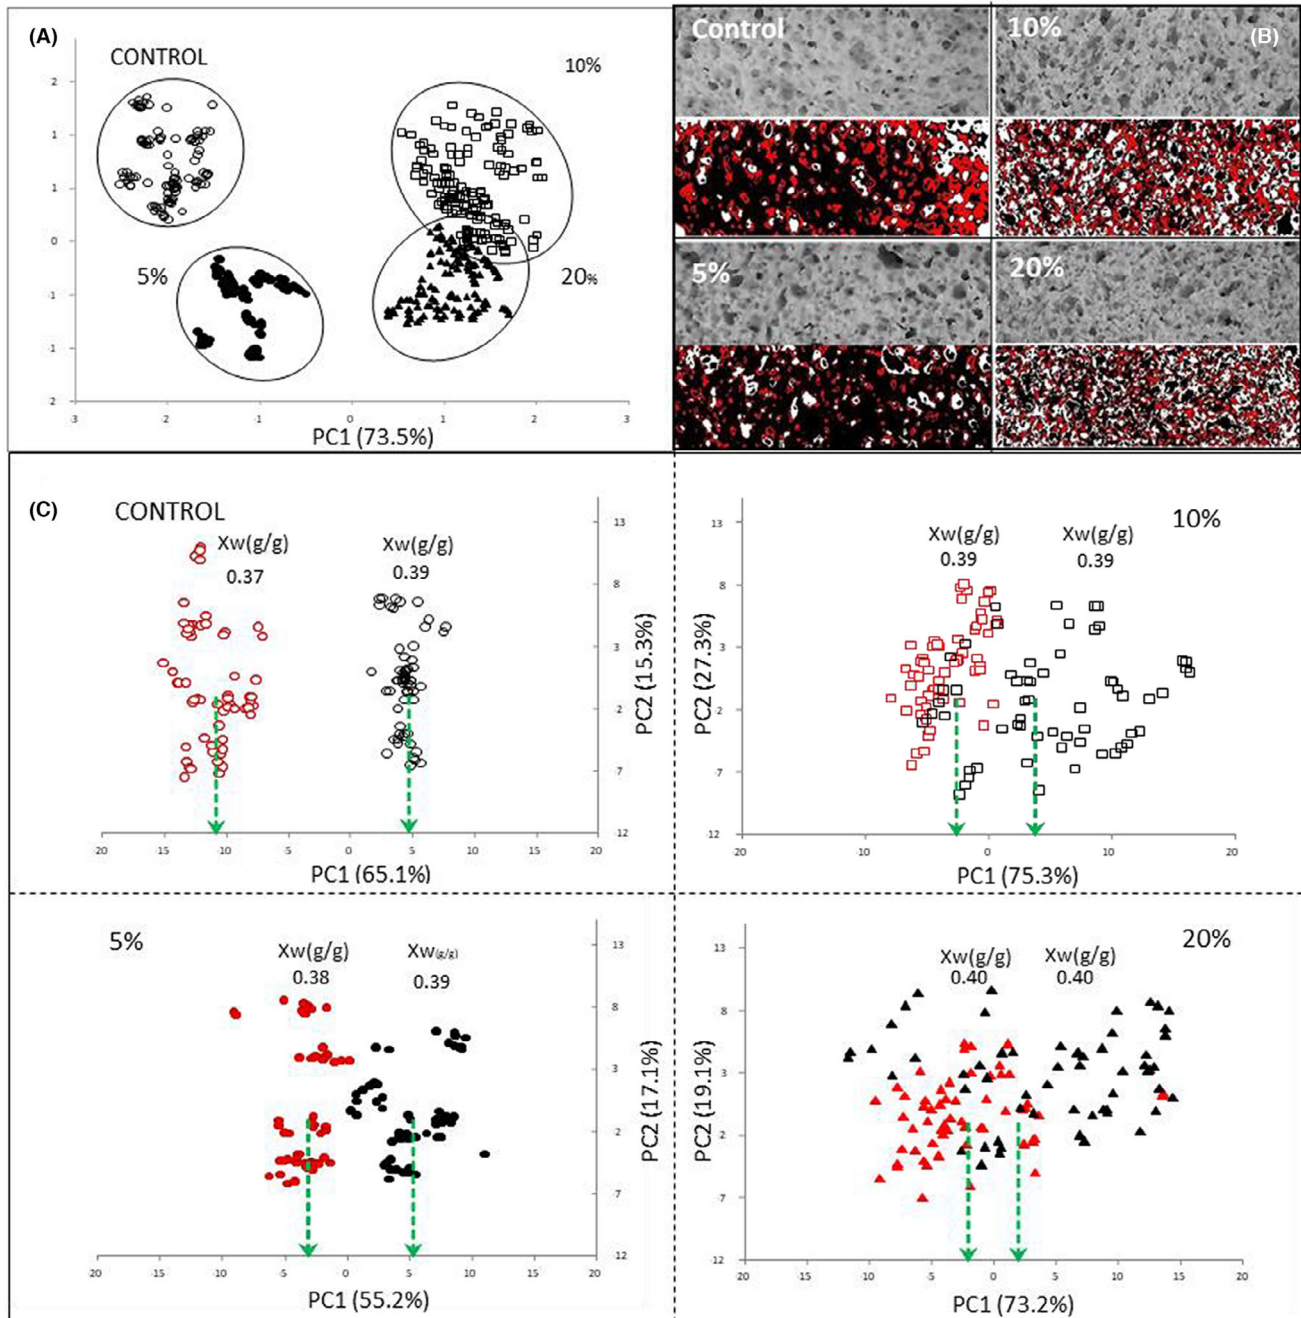 (A)
CONTROL
10%
5%
20%
2
1
1
0
1
1
2
3 2 1 0 1 2 3
PC1 (73.5%)
(B)
Control
10%
5%
20%
(C)
CONTROL
Xw(g/g)
0.37
Xw(g/g)
0.39
13
8
3
2
7
12
PC2 (15.3%)
20 15 10 5 0 5 10 15 20
PC1 (65.1%)
10%
Xw(g/g)
0.39
Xw(g/g)
0.39
13
8
3
2
7
12
PC2 (27.3%)
20 10 0 10 20
PC1 (75.3%)
5%
Xw(g/g)
0.38
Xw(g/g)
0.39
13
8
3
2
7
12
PC2 (17.1%)
20 15 10 5 0 5 10 15 20
PC1 (55.2%)
20%
Xw(g/g)
0.40
Xw(g/g)
0.40
13
8
3
2
7
12
PC2 (19.1%)
20 15 10 5 0 5 10 15 20
PC1 (73.2%)